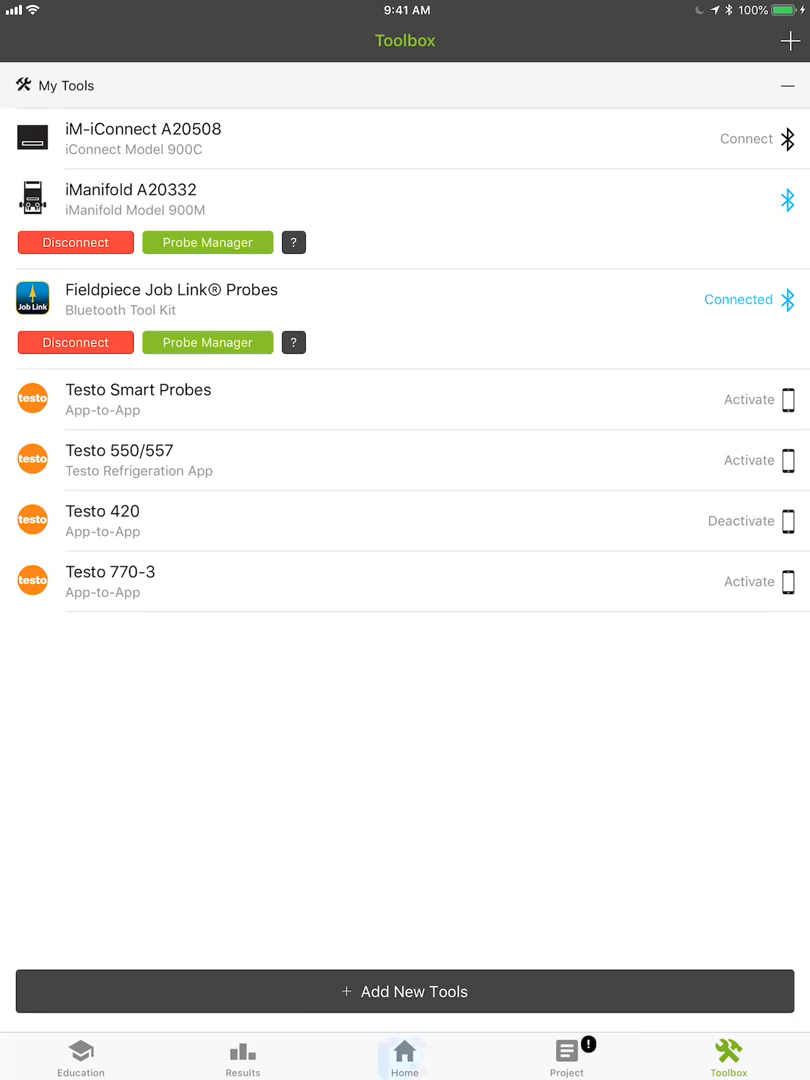 9:41 AM
100%
Toolbox
My Tools
iM-iConnect A20508
iConnect Model 900C
Connect
iManifold A20332
iManifold Model 900M
Disconnect
Probe Manager
?
Job Link
Fieldpiece Job Link® Probes
Bluetooth Tool Kit
Connected
Disconnect
Probe Manager
?
testo
Testo Smart Probes
App-to-App
Activate
testo
Testo 550/557
Testo Refrigeration App
Activate
testo
Testo 420
App-to-App
Deactivate
testo
Testo 770-3
App-to-App
Activate
+ Add New Tools
Education
Results
Home
!
Project
Toolbox